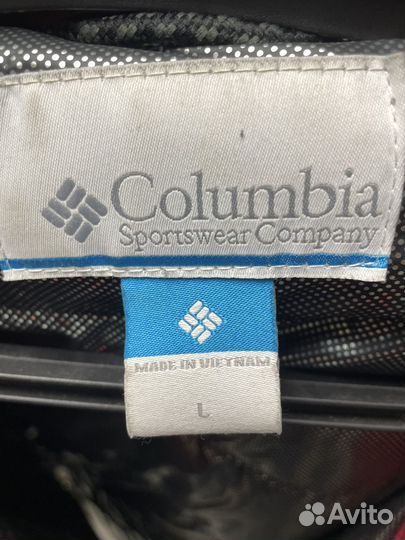 Columbia
Sportswear Company
MADE IN VIETNAM
L
Avito